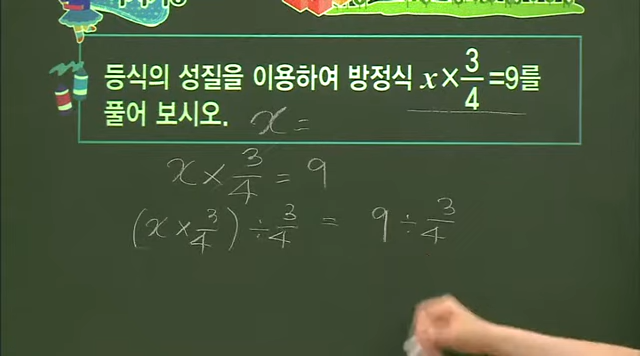 등식의 성질을 이용하여 방정식 x×3/4=9를
풀어 보시오. x =
x × 3/4 = 9
(x × 3/4) ÷ 3/4 = 9 ÷ 3/4